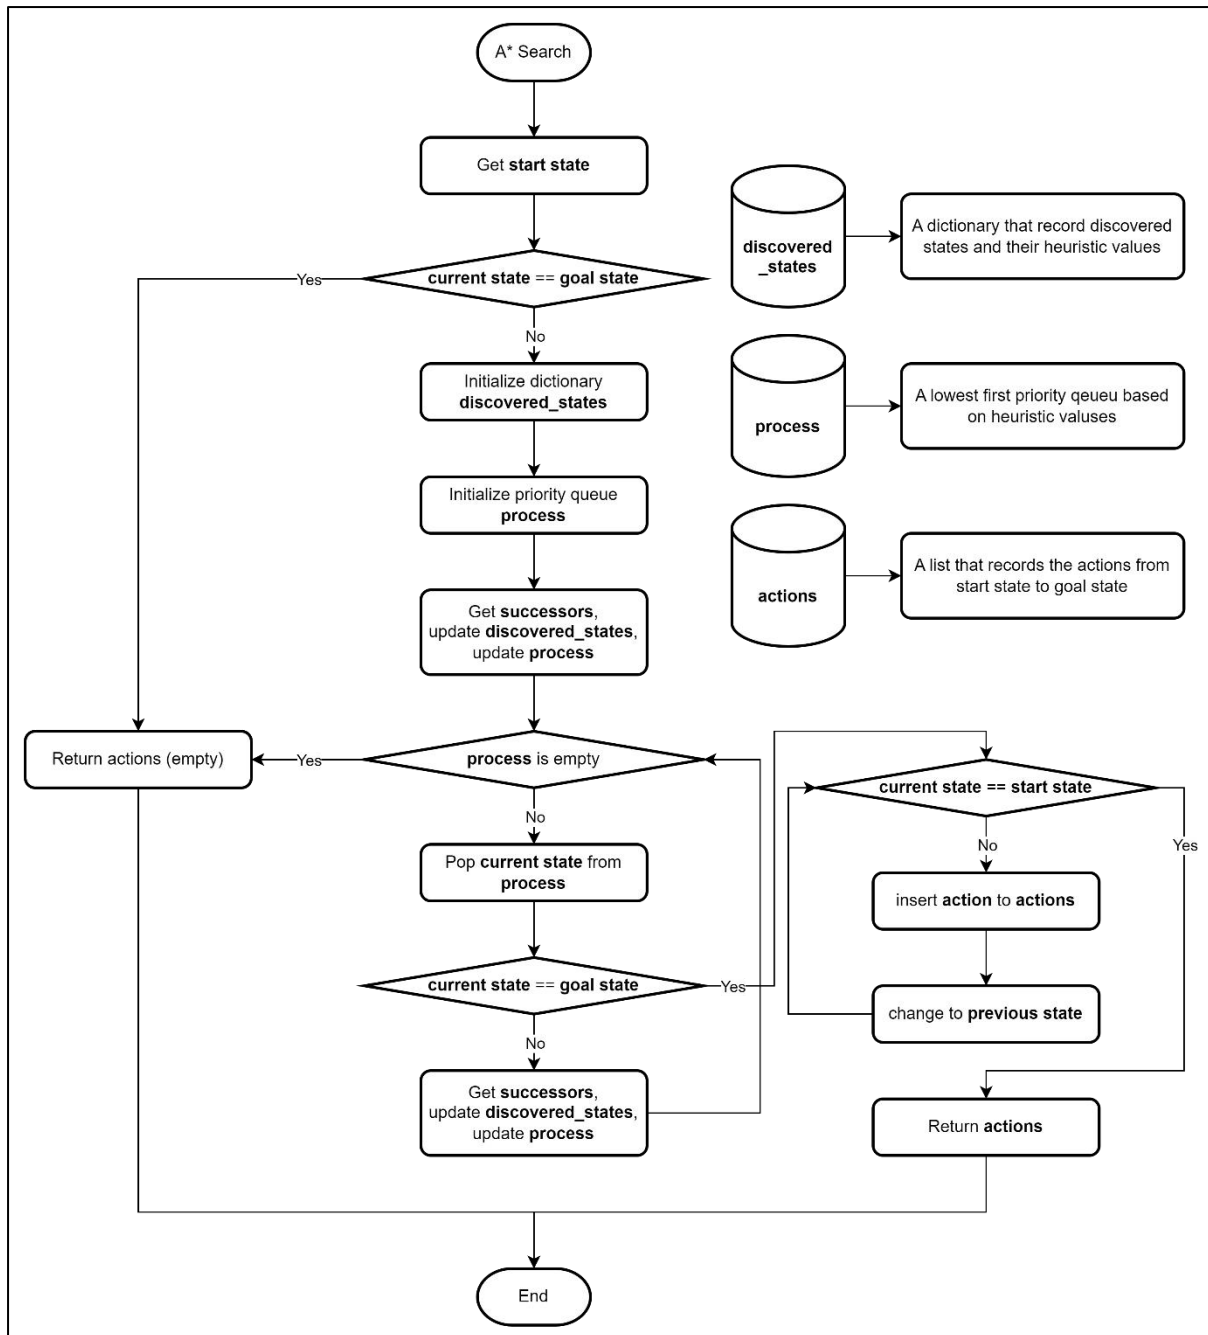 A* Search
Get start state
current state == goal state
Yes
No
Initialize dictionary
discovered_states
Initialize priority queue
process
Get successors,
update discovered_states,
update process
process is empty
Yes
Return actions (empty)
No
Pop current state from
process
current state == goal state
Yes
No
Get successors,
update discovered_states,
update process
discovered
_states
A dictionary that record discovered
states and their heuristic values
process
A lowest first priority qeueu based
on heuristic valuses
actions
A list that records the actions from
start state to goal state
current state == start state
No
Yes
insert action to actions
change to previous state
Return actions
End